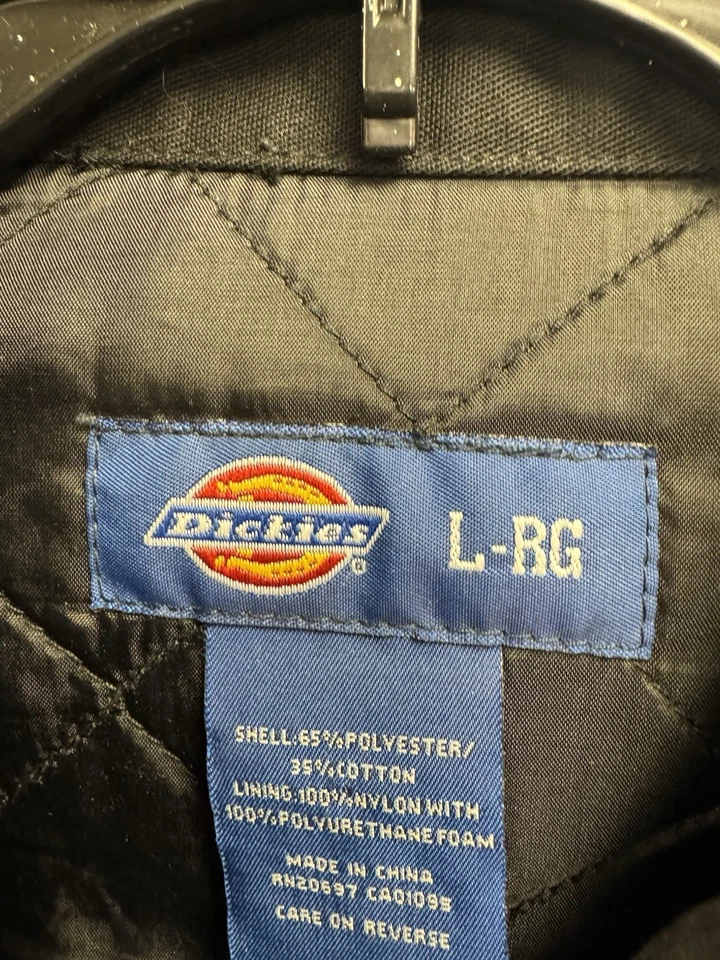 Dickies®
L-RG
SHELL:65%POLYESTER/
35%COTTON
LINING:100%NYLON WITH
100%POLYURETHANE FOAM
MADE IN CHINA
RN20697 CA01099
CARE ON REVERSE